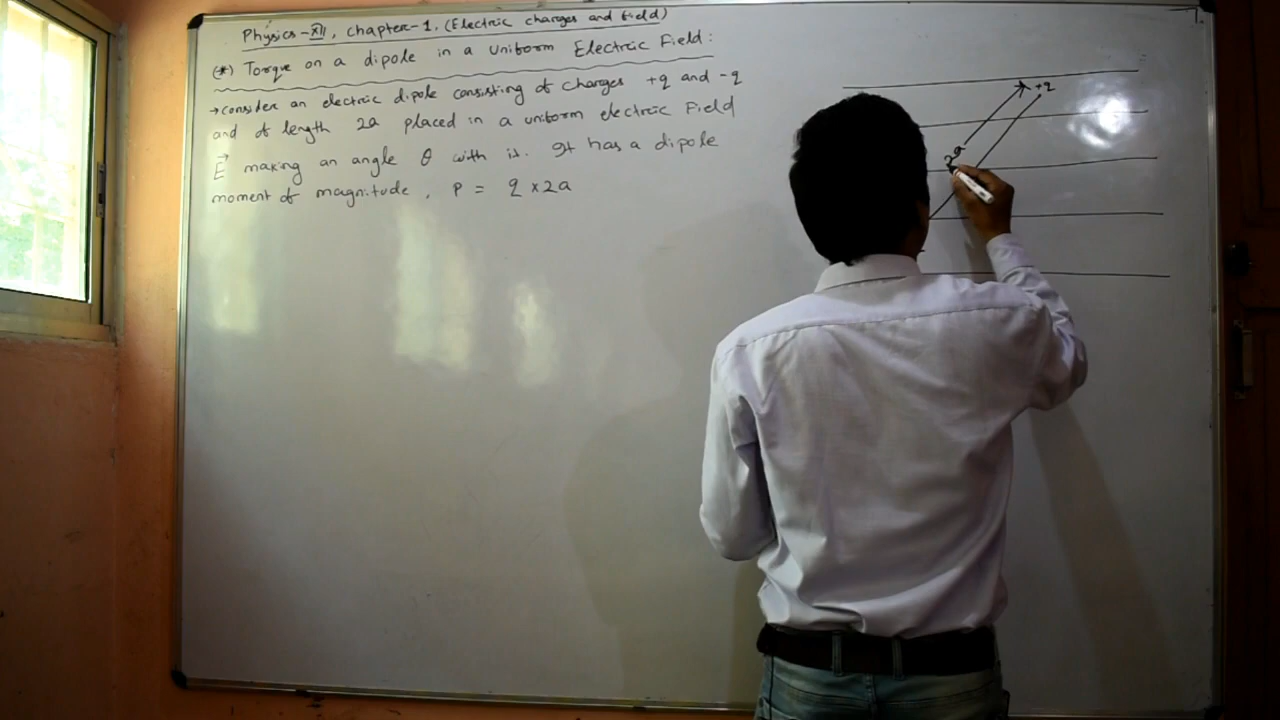 Physics-XII, chapter-1, (Electric charges and field)
(*) Torque on a dipole in a uniform Electric Field:
→consider an electric dipole consisting of charges +q and -q
and of length 2a placed in a uniform electric Field
E⃗ making an angle θ with it. It has a dipole
moment of magnitude, P = q × 2a
+q
2a